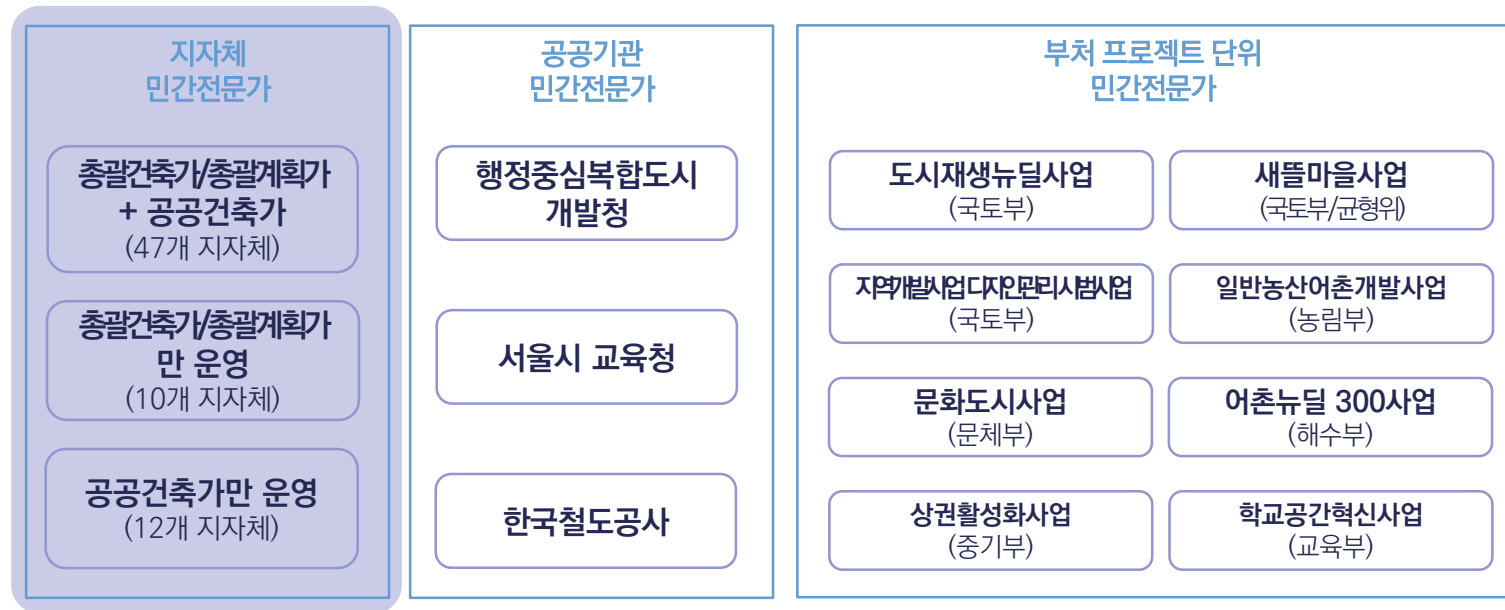 지자체
민간전문가
총괄건축가/총괄계획가
+ 공공건축가
(47개 지자체)
총괄건축가/총괄계획가
만 운영
(10개 지자체)
공공건축가만 운영
(12개 지자체)
공공기관
민간전문가
행정중심복합도시
개발청
서울시 교육청
한국철도공사
부처 프로젝트 단위
민간전문가
도시재생뉴딜사업
(국토부)
새뜰마을사업
(국토부/균형위)
지역개발사업 디자인관리 시범사업
(국토부)
일반농산어촌개발사업
(농림부)
문화도시사업
(문체부)
어촌뉴딜 300사업
(해수부)
상권활성화사업
(중기부)
학교공간혁신사업
(교육부)